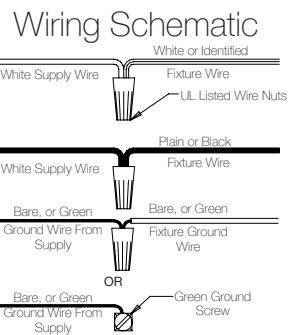 Wiring Schematic
White or Identified
White Supply Wire
Fixture Wire
UL Listed Wire Nuts
Plain or Black
White Supply Wire
Fixture Wire
Bare, or Green
Bare, or Green
Ground Wire From
Supply
Fixture Ground
Wire
OR
Bare, or Green
Ground Wire From
Supply
Green Ground
Screw